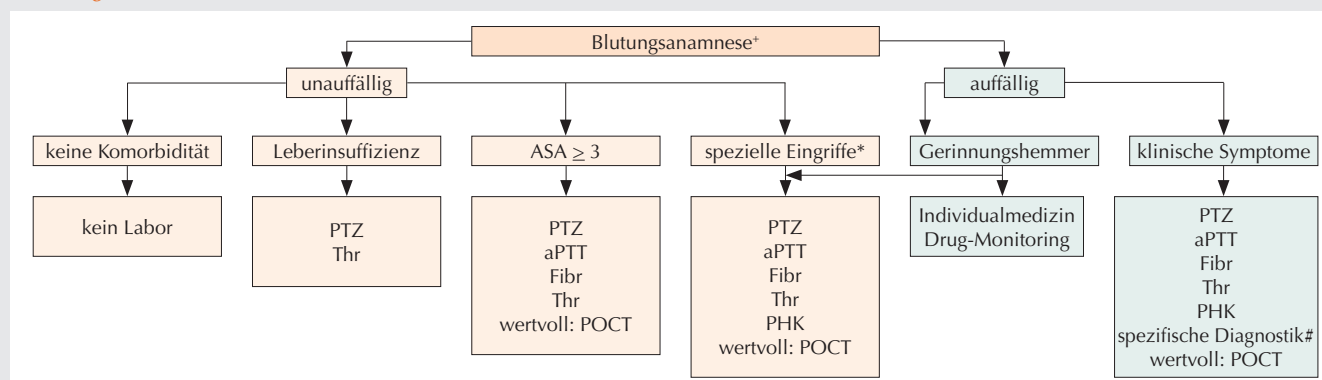 Blutungsanamnese⁺
unauffällig
auffällig
keine Komorbidität
Leberinsuffizienz
ASA ≥ 3
spezielle Eingriffe*
Gerinnungshemmer
klinische Symptome
kein Labor
PTZ
Thr
PTZ
aPTT
Fibr
Thr
wertvoll: POCT
PTZ
aPTT
Fibr
Thr
PHK
wertvoll: POCT
Individualmedizin
Drug-Monitoring
PTZ
aPTT
Fibr
Thr
PHK
spezifische Diagnostik#
wertvoll: POCT